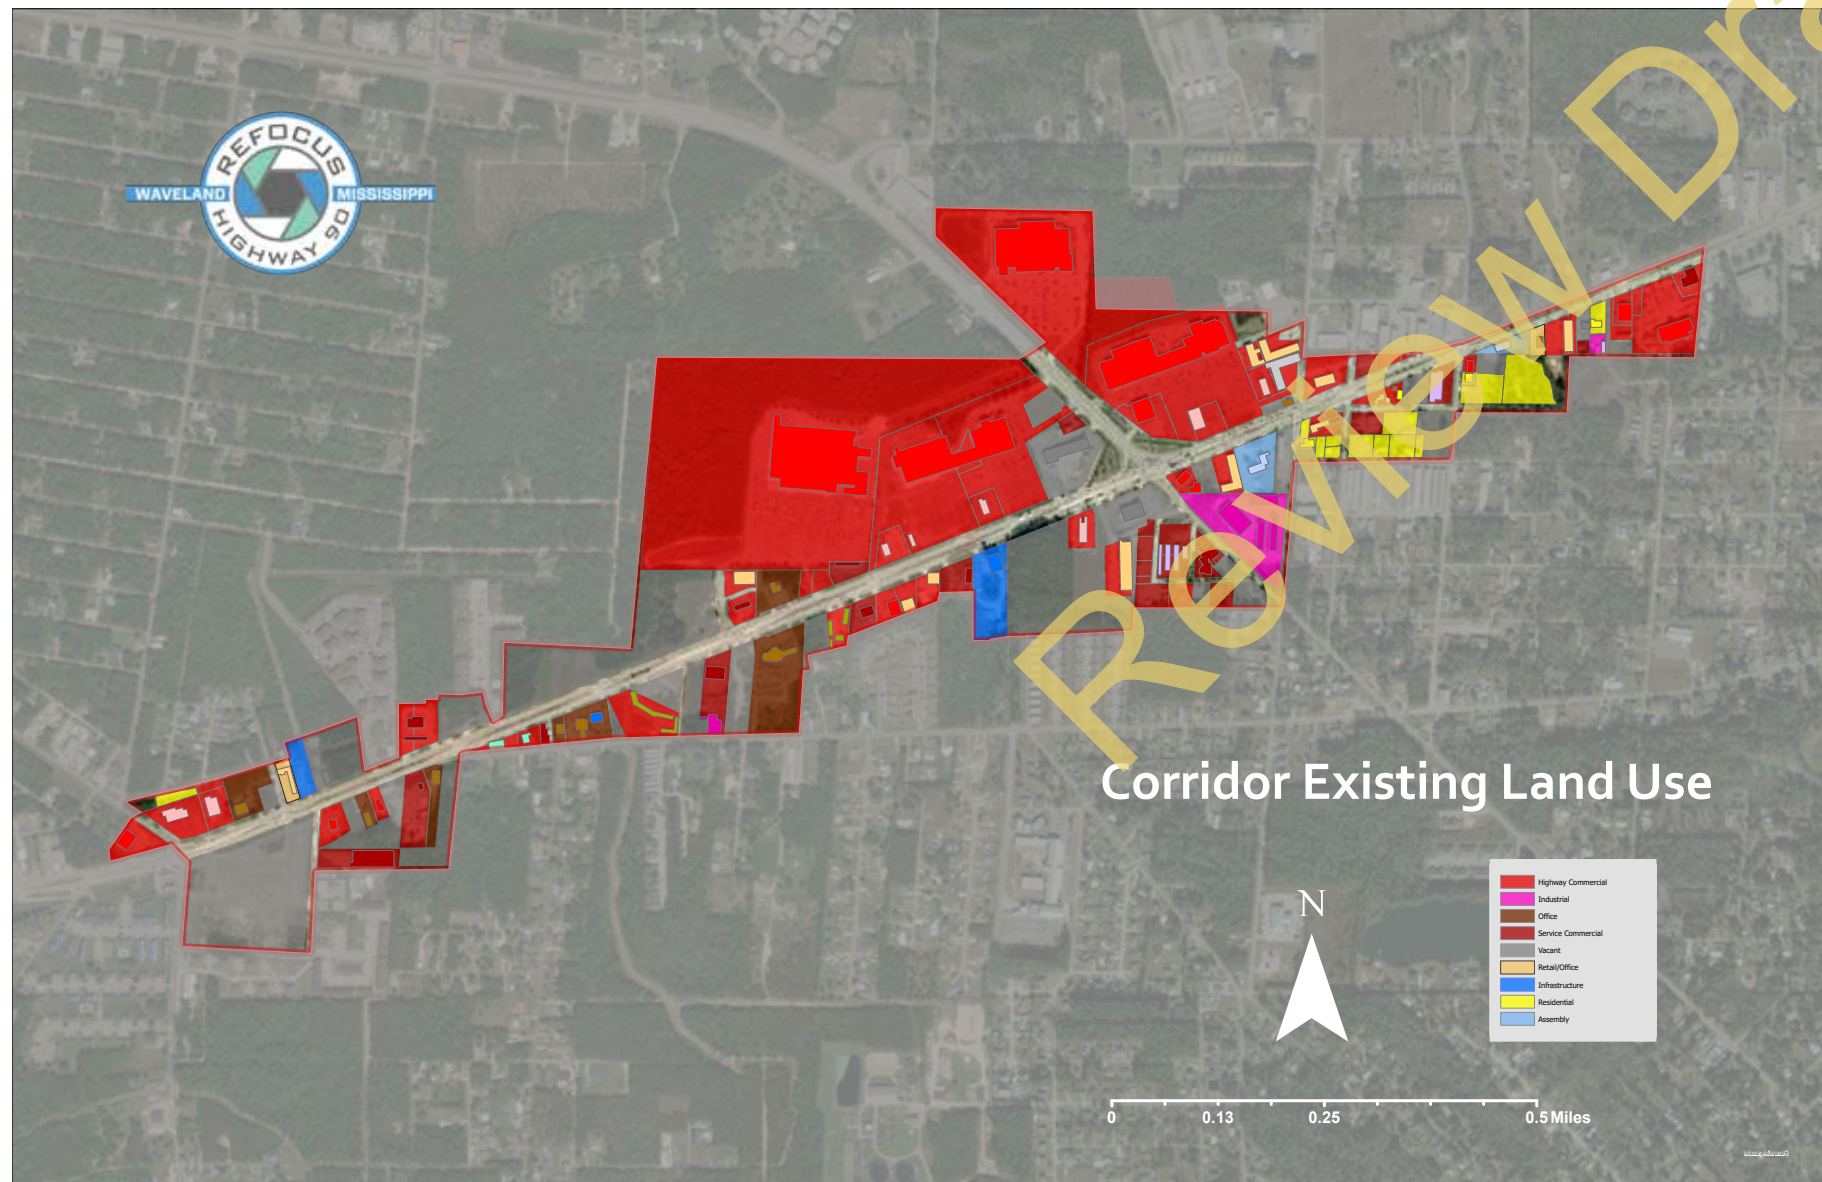 REFOCUS
WAVELAND MISSISSIPPI
HIGHWAY 90
Review Dra
Corridor Existing Land Use
N
Highway Commercial
Industrial
Office
Service Commercial
Vacant
Retail/Office
Infrastructure
Residential
Assembly
0 0.13 0.25 0.5 Miles